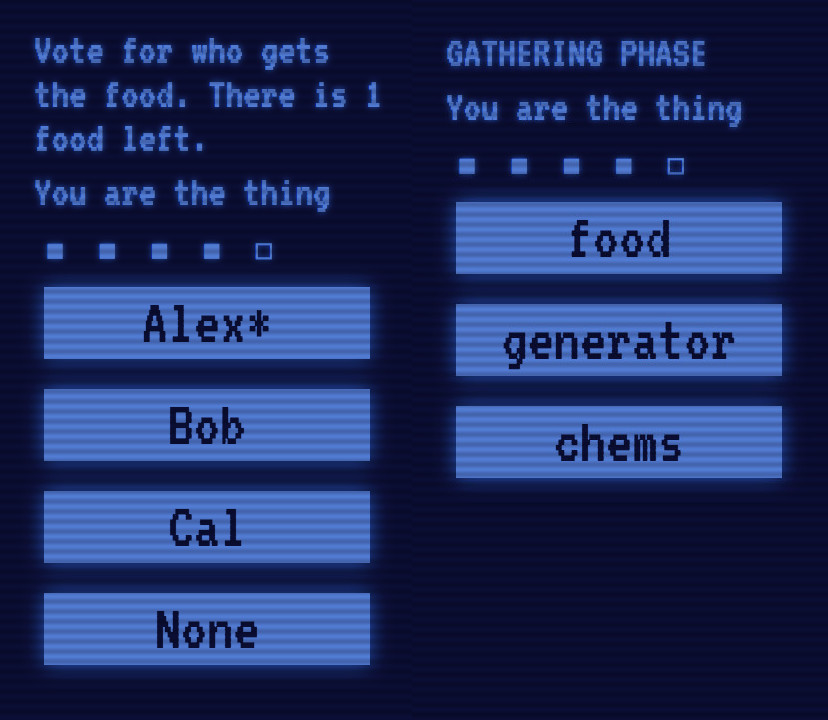 Vote for who gets
the food. There is 1
food left.
You are the thing
Alex*
Bob
Cal
None
GATHERING PHASE
You are the thing
food
generator
chems